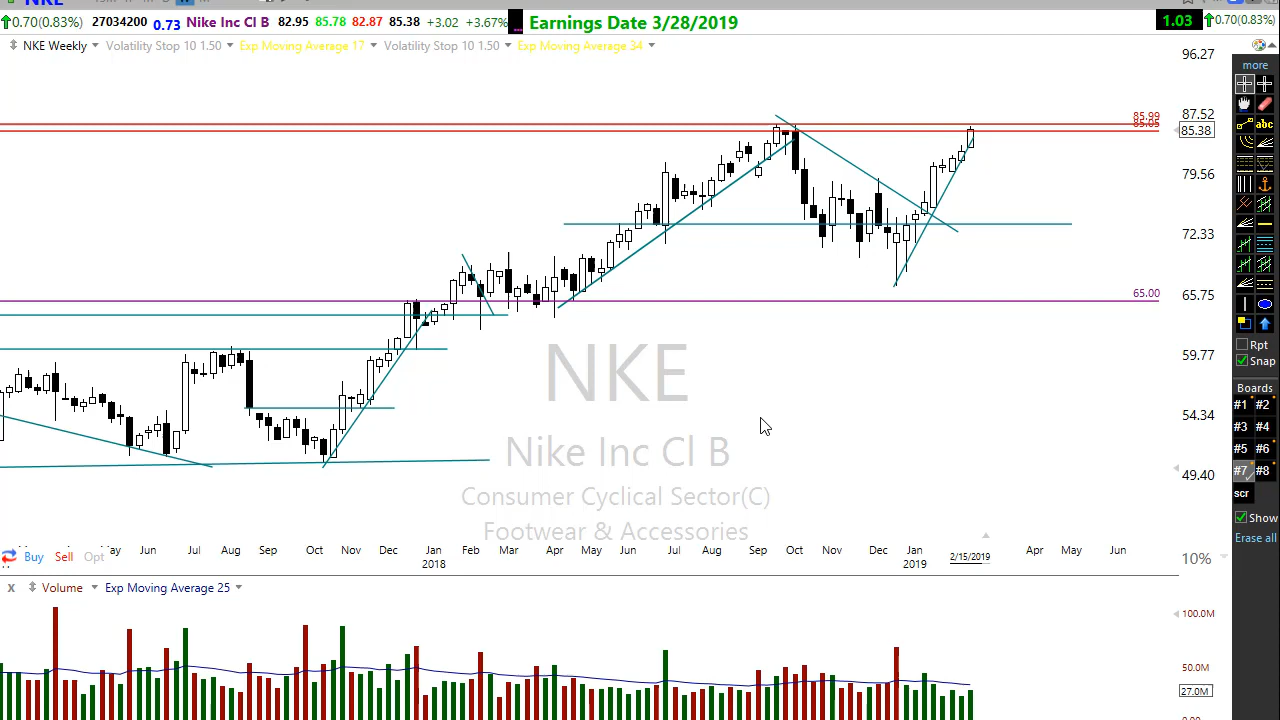 NKE
0.70(0.83%) 27034200 0.73 Nike Inc Cl B 82.95 85.78 82.87 85.38 +3.02 +3.67% Earnings Date 3/28/2019 1.03 0.70(0.83%)
NKE Weekly Volatility Stop 10 1.50 Exp Moving Average 17 Volatility Stop 10 1.50 Exp Moving Average 34
96.27
more
87.52
85.99
85.38
abc
79.56
72.33
65.00
65.75
Rpt
59.77
Snap
NKE
Boards
#1 #2
54.34
#3 #4
Nike Inc Cl B
#5 #6
49.40
#7 #8
Consumer Cyclical Sector(C)
scr
Show
Footwear & Accessories
Erase all
Jun Jul Aug Sep Oct Nov Dec Jan Feb Mar Apr May Jun Jul Aug Sep Oct Nov Dec Jan 2/15/2019 Apr May Jun
Buy Sell Opt
2018 2019
10%
x Volume Exp Moving Average 25
100.0M
50.0M
27.0M